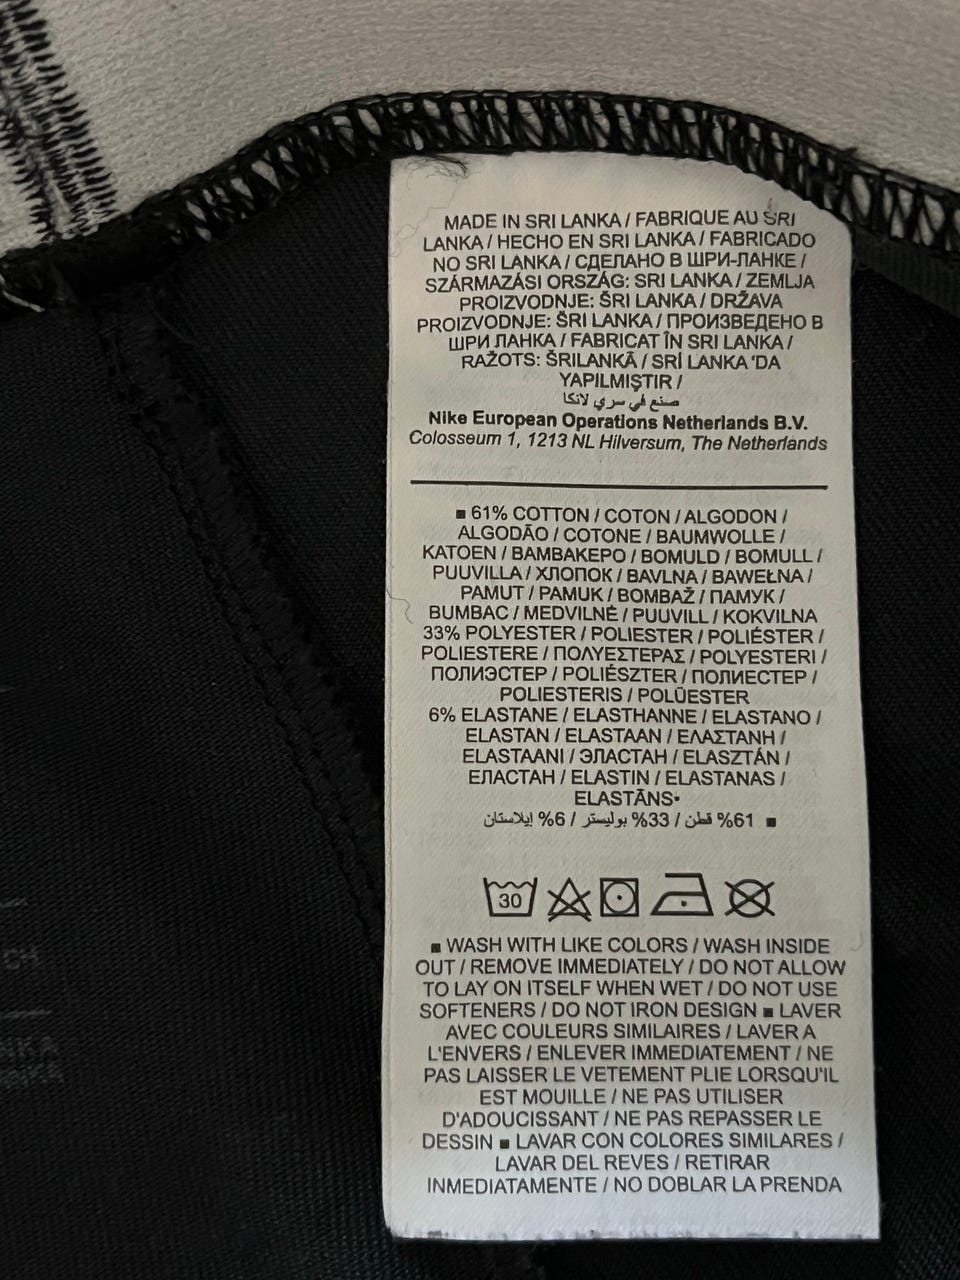 MADE IN SRI LANKA / FABRIQUE AU SRI
LANKA / HECHO EN SRI LANKA / FABRICADO
NO SRI LANKA / СДЕЛАНО В ШРИ-ЛАНКЕ /
SZÁRMAZÁSI ORSZÁG: SRI LANKA / ZEMLJA
PROIZVODNJE: ŠRI LANKA / DRŽAVA
PROIZVODNJE: ŠRI LANKA / ПРОИЗВЕДЕНО В
ШРИ ЛАНКА / FABRICAT ÎN SRI LANKA /
RAŽOTS: ŠRILANKĀ / SRİ LANKA 'DA
YAPILMIŞTIR /
صنع في سري لانكا
Nike European Operations Netherlands B.V.
Colosseum 1, 1213 NL Hilversum, The Netherlands
■ 61% COTTON / COTON / ALGODON /
ALGODÃO / COTONE / BAUMWOLLE /
KATOEN / ΒΑΜΒΑΚΕΡΟ / BOMULD / BOMULL /
PUUVILLA / ХЛОПОК / BAVLNA / BAWEŁNA /
PAMUT / PAMUK / BOMBAŽ / ПАМУК /
BUMBAC / MEDVILNĖ / PUUVILL / KOKVILNA
33% POLYESTER / POLIESTER / POLIÉSTER /
POLIESTERE / ΠΟΛΥΕΣΤΕΡΑΣ / POLYESTERI /
ПОЛИЭСТЕР / POLIÉSZTER / ПОЛИЕСТЕР /
POLIESTERIS / POLÜESTER
6% ELASTANE / ELASTHANNE / ELASTANO /
ELASTAN / ELASTAAN / ΕΛΑΣΤΑΝΗ /
ELASTAANI / ЭЛАСТАН / ELASZTÁN /
ЕЛАСТАН / ELASTIN / ELASTANAS /
ELASTĀNS▪
■ 61% قطن / 33% بوليستر / 6% إيلاستان
30
■ WASH WITH LIKE COLORS / WASH INSIDE
OUT / REMOVE IMMEDIATELY / DO NOT ALLOW
TO LAY ON ITSELF WHEN WET / DO NOT USE
SOFTENERS / DO NOT IRON DESIGN ■ LAVER
AVEC COULEURS SIMILAIRES / LAVER A
L'ENVERS / ENLEVER IMMEDIATEMENT / NE
PAS LAISSER LE VETEMENT PLIE LORSQU'IL
EST MOUILLE / NE PAS UTILISER
D'ADOUCISSANT / NE PAS REPASSER LE
DESSIN ■ LAVAR CON COLORES SIMILARES /
LAVAR DEL REVES / RETIRAR
INMEDIATAMENTE / NO DOBLAR LA PRENDA